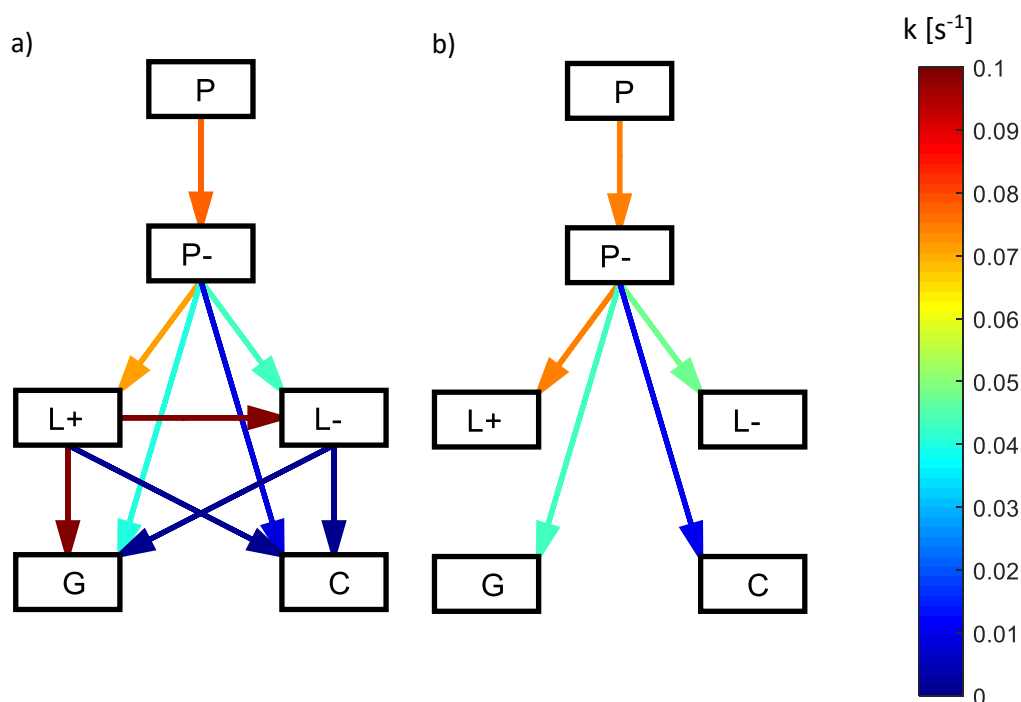 a)
P
P-
L+
L-
G
C
b)
P
P-
L+
L-
G
C
k [s⁻¹]
0.1
0.09
0.08
0.07
0.06
0.05
0.04
0.03
0.02
0.01
0